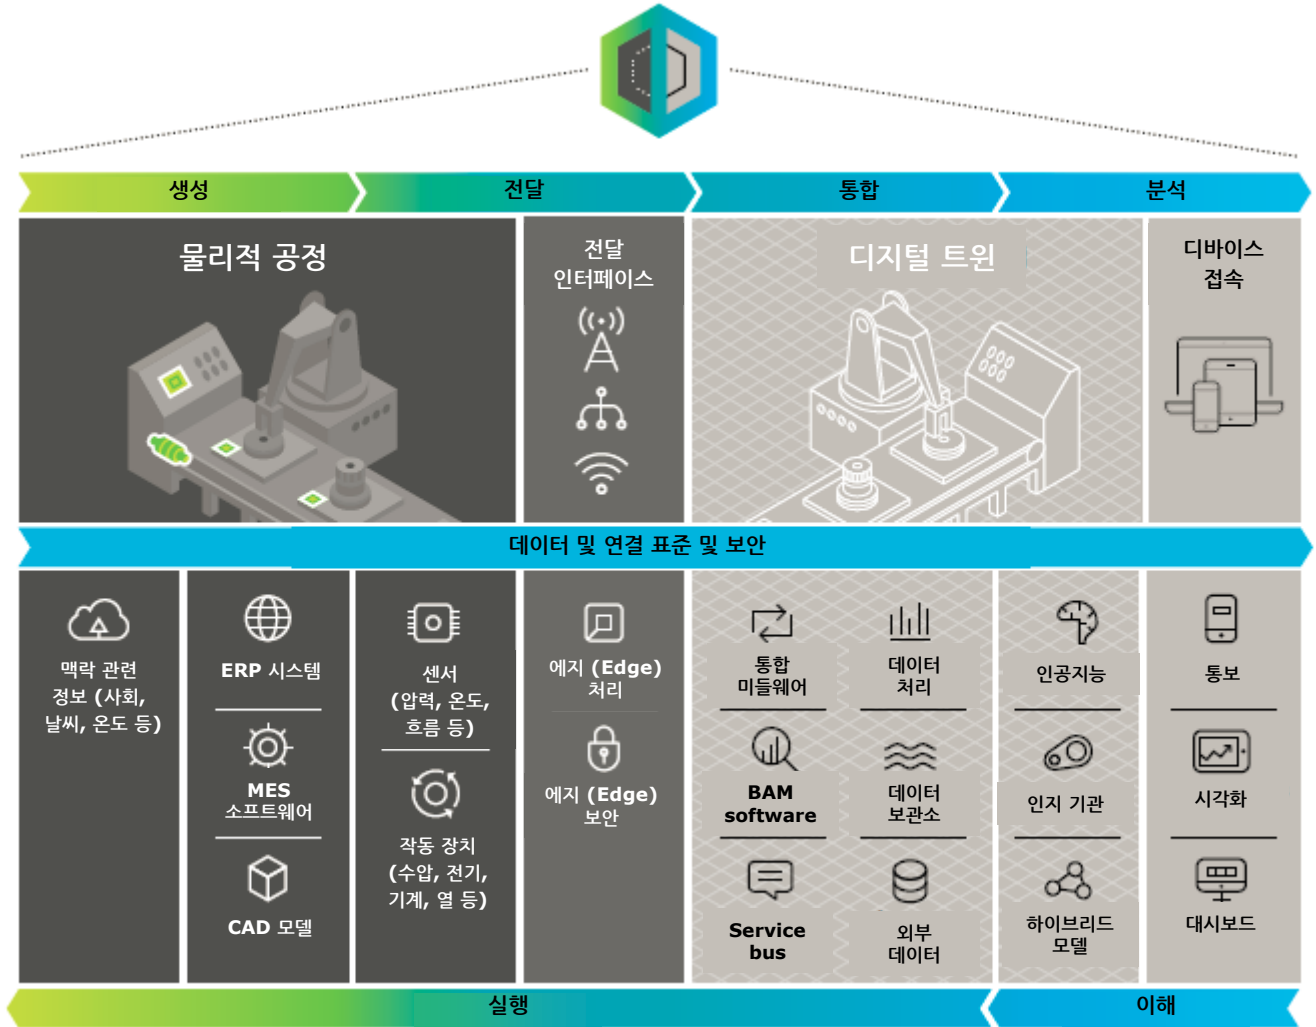 생성
전달
통합
분석
물리적 공정
전달
인터페이스
디지털 트윈
디바이스
접속
데이터 및 연결 표준 및 보안
맥락 관련
정보 (사회,
날씨, 온도 등)
ERP 시스템
MES
소프트웨어
CAD 모델
센서
(압력, 온도,
흐름 등)
작동 장치
(수압, 전기,
기계, 열 등)
에지 (Edge)
처리
에지 (Edge)
보안
통합
미들웨어
BAM
software
Service
bus
데이터
처리
데이터
보관소
외부
데이터
인공지능
인지 기관
하이브리드
모델
통보
시각화
대시보드
실행
이해